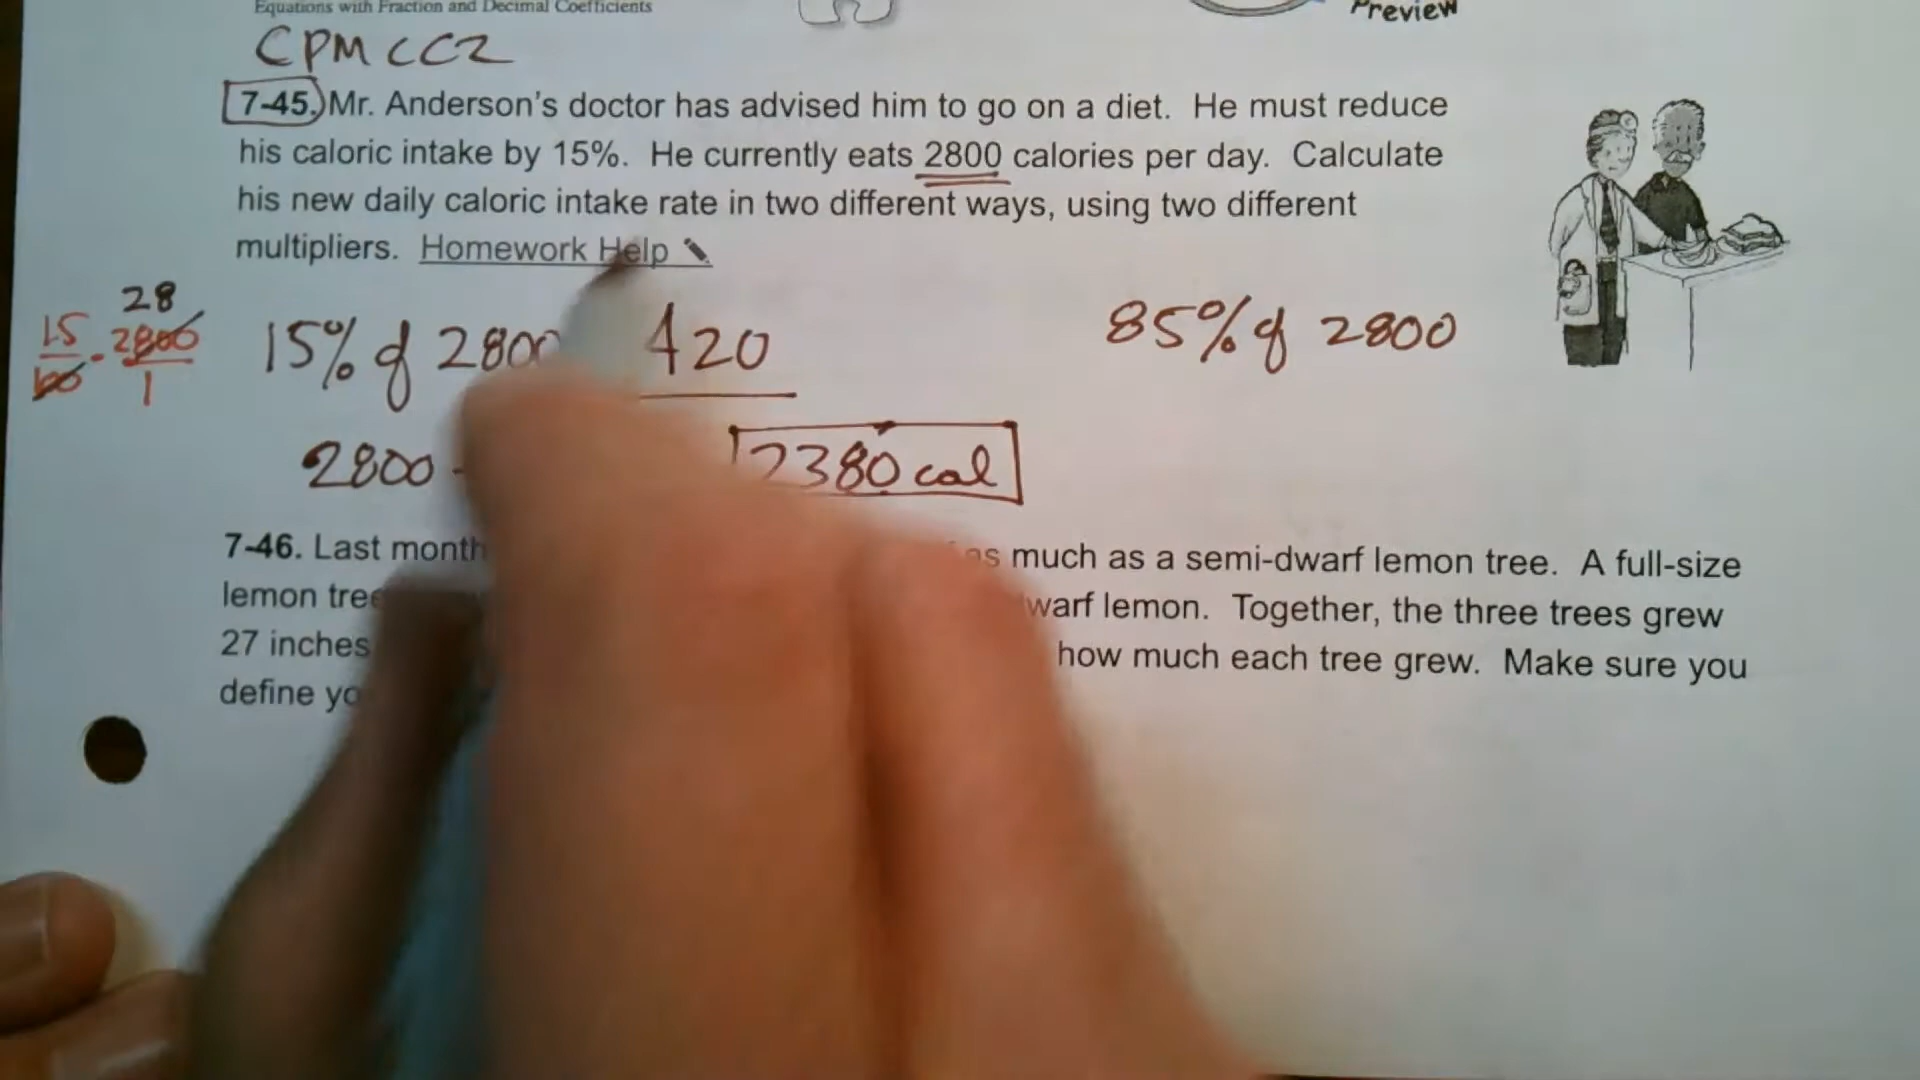 Equations with Fraction and Decimal Coefficients
Preview
CPM CC2
7-45. Mr. Anderson's doctor has advised him to go on a diet. He must reduce
his caloric intake by 15%. He currently eats 2800 calories per day. Calculate
his new daily caloric intake rate in two different ways, using two different
multipliers. Homework Help
28
15 · 2800
100 1
15% of 2800 420
85% of 2800
2800 - 2380 cal
7-46. Last month as much as a semi-dwarf lemon tree. A full-size
lemon tree warf lemon. Together, the three trees grew
27 inches how much each tree grew. Make sure you
define yo